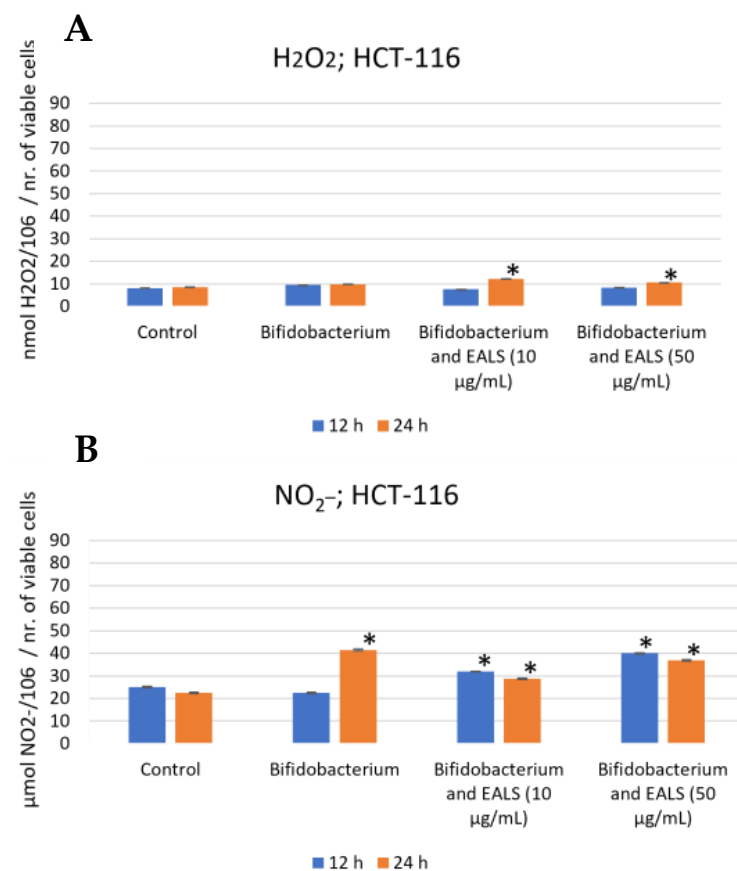 A
H2O2; HCT-116
nmol H2O2/106 / nr. of viable cells
90
80
70
60
50
40
30
20
10
0
*
*
Control
Bifidobacterium
Bifidobacterium
and EALS (10
µg/mL)
Bifidobacterium
and EALS (50
µg/mL)
12 h 24 h
B
NO₂⁻; HCT-116
µmol NO2-/106 / nr. of viable cells
90
80
70
60
50
40
30
20
10
0
*
*
*
*
*
Control
Bifidobacterium
Bifidobacterium
and EALS (10
µg/mL)
Bifidobacterium
and EALS (50
µg/mL)
12 h 24 h